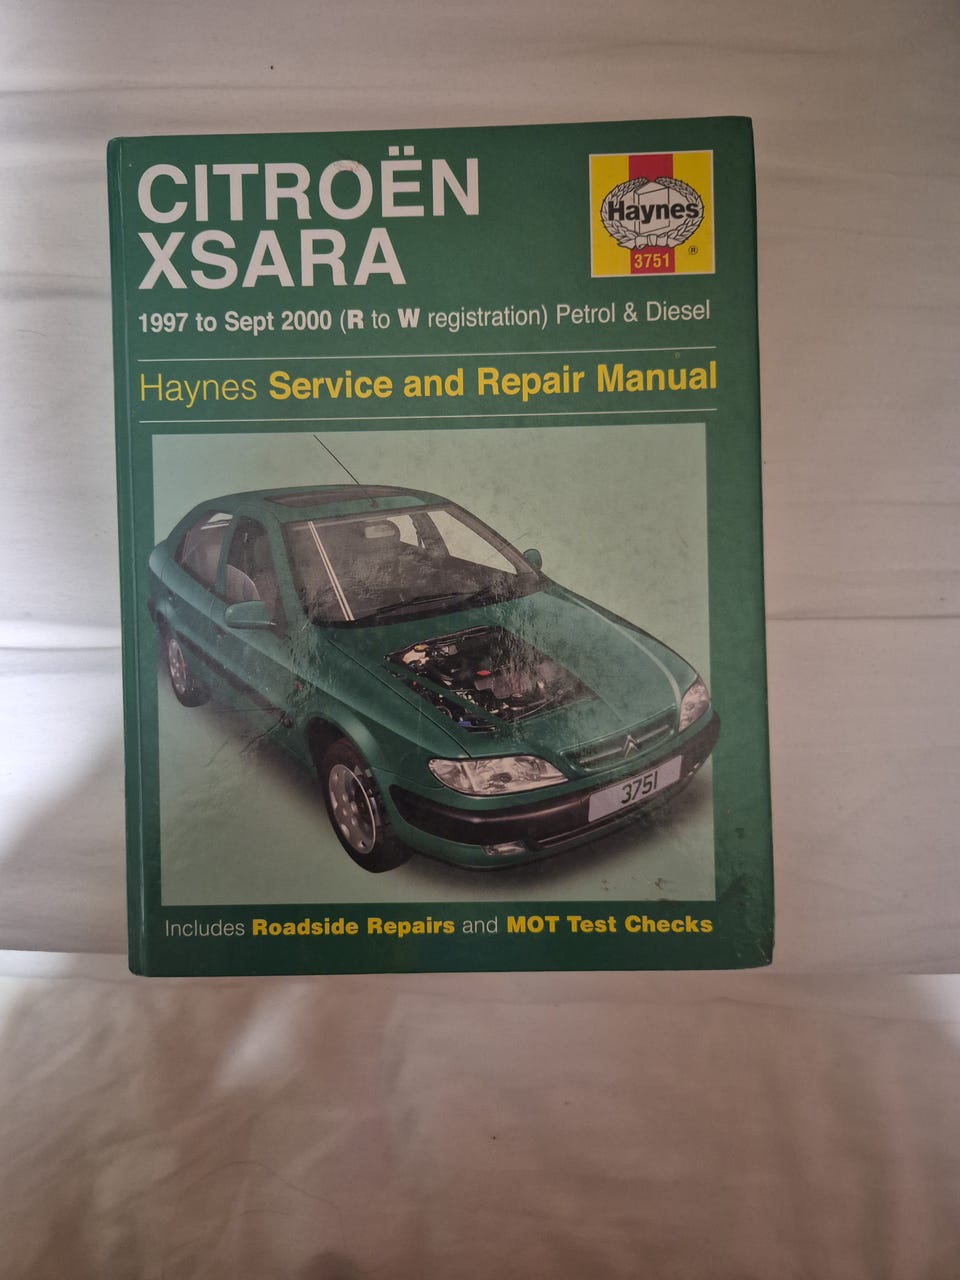 CITROËN
XSARA
Haynes
®
3751
1997 to Sept 2000 (R to W registration) Petrol & Diesel
Haynes Service and Repair Manual
3751
Includes Roadside Repairs and MOT Test Checks